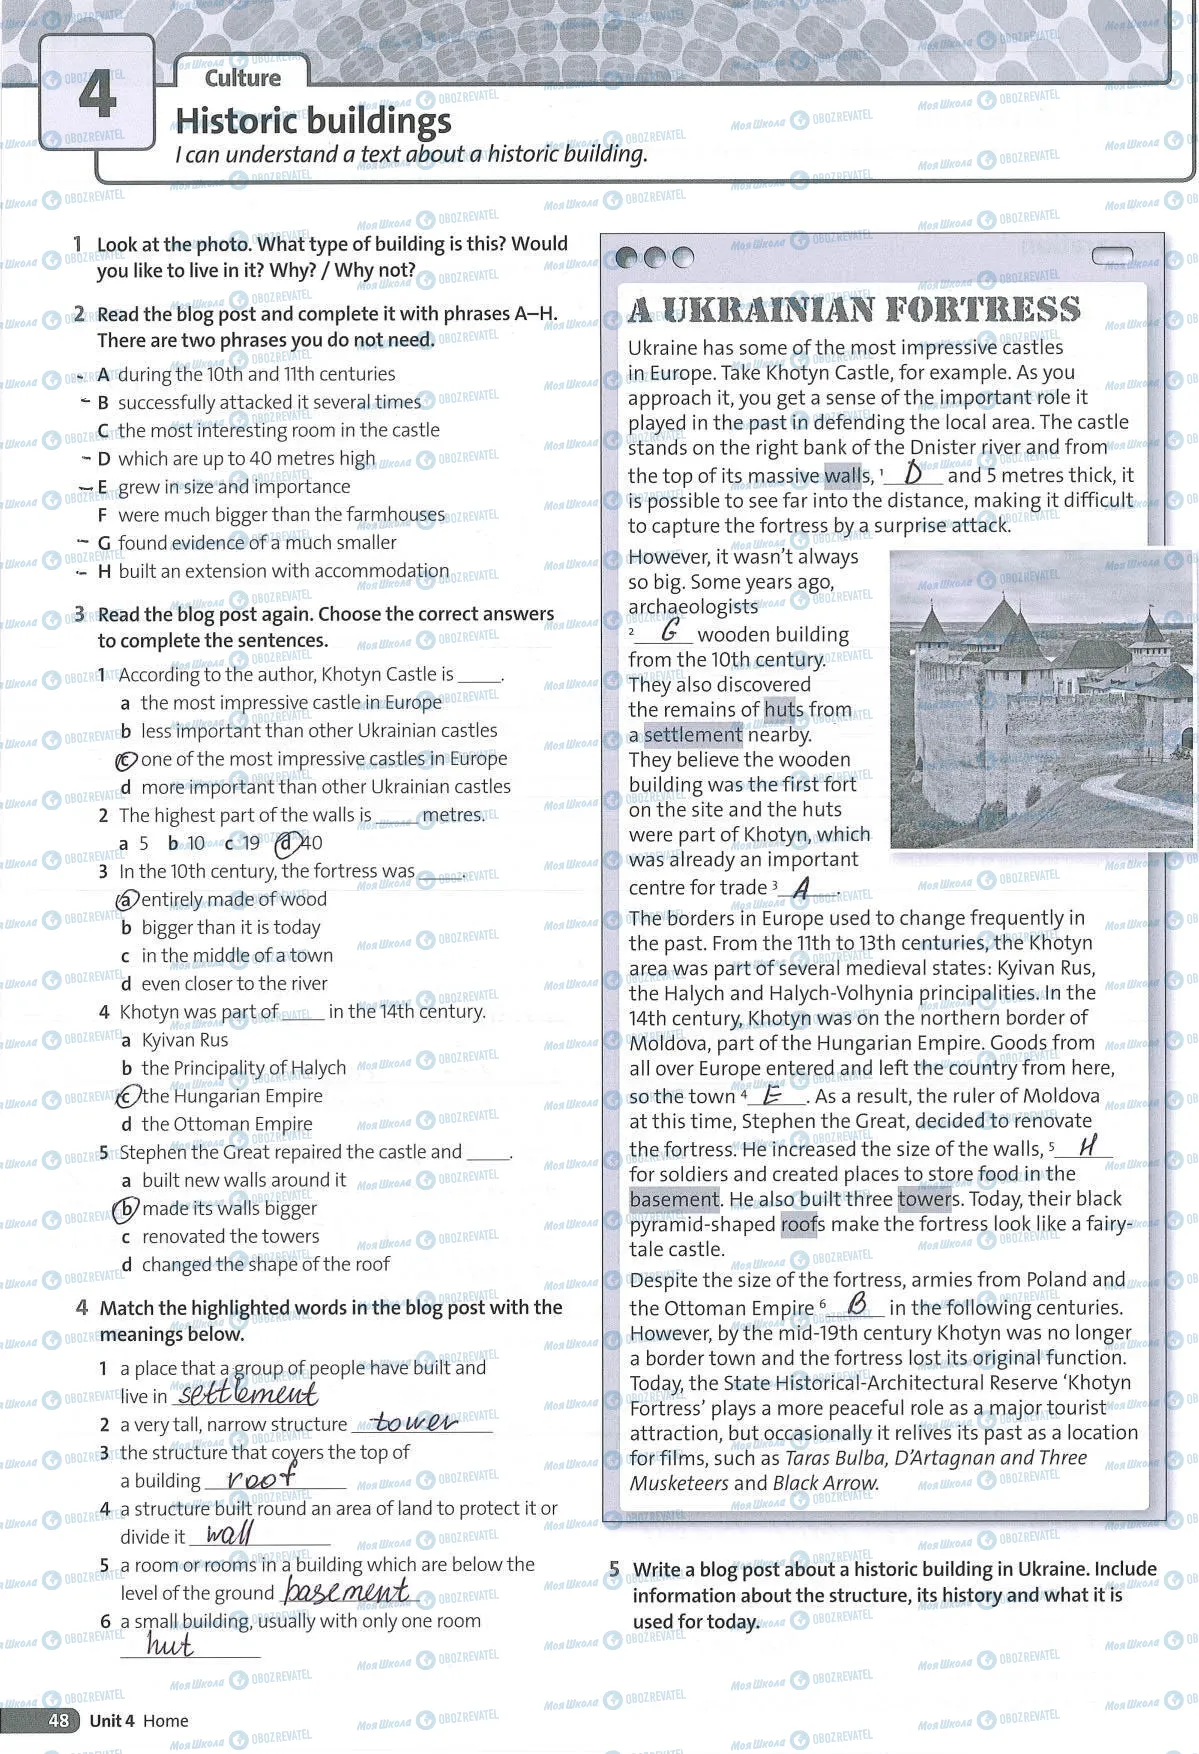 4
Culture
Historic buildings
I can understand a text about a historic building.
1 Look at the photo. What type of building is this? Would
you like to live in it? Why? / Why not?
2 Read the blog post and complete it with phrases A–H.
There are two phrases you do not need.
- A during the 10th and 11th centuries
- B successfully attacked it several times
C the most interesting room in the castle
- D which are up to 40 metres high
- E grew in size and importance
F were much bigger than the farmhouses
- G found evidence of a much smaller
- H built an extension with accommodation
3 Read the blog post again. Choose the correct answers
to complete the sentences.
1 According to the author, Khotyn Castle is ____.
a the most impressive castle in Europe
b less important than other Ukrainian castles
c one of the most impressive castles in Europe
d more important than other Ukrainian castles
2 The highest part of the walls is ____ metres.
a 5 b 10 c 19 d 40
3 In the 10th century, the fortress was ____.
a entirely made of wood
b bigger than it is today
c in the middle of a town
d even closer to the river
4 Khotyn was part of ____ in the 14th century.
a Kyivan Rus
b the Principality of Halych
c the Hungarian Empire
d the Ottoman Empire
5 Stephen the Great repaired the castle and ____.
a built new walls around it
b made its walls bigger
c renovated the towers
d changed the shape of the roof
4 Match the highlighted words in the blog post with the
meanings below.
1 a place that a group of people have built and
live in settlement
2 a very tall, narrow structure tower
3 the structure that covers the top of
a building roof
4 a structure built round an area of land to protect it or
divide it wall
5 a room or rooms in a building which are below the
level of the ground basement
6 a small building, usually with only one room
hut
A UKRAINIAN FORTRESS
Ukraine has some of the most impressive castles
in Europe. Take Khotyn Castle, for example. As you
approach it, you get a sense of the important role it
played in the past in defending the local area. The castle
stands on the right bank of the Dnister river and from
the top of its massive walls, 1 D and 5 metres thick, it
is possible to see far into the distance, making it difficult
to capture the fortress by a surprise attack.
However, it wasn't always
so big. Some years ago,
archaeologists
2 G wooden building
from the 10th century.
They also discovered
the remains of huts from
a settlement nearby.
They believe the wooden
building was the first fort
on the site and the huts
were part of Khotyn, which
was already an important
centre for trade 3 A.
The borders in Europe used to change frequently in
the past. From the 11th to 13th centuries, the Khotyn
area was part of several medieval states: Kyivan Rus,
the Halych and Halych-Volhynia principalities. In the
14th century, Khotyn was on the northern border of
Moldova, part of the Hungarian Empire. Goods from
all over Europe entered and left the country from here,
so the town 4 E. As a result, the ruler of Moldova
at this time, Stephen the Great, decided to renovate
the fortress. He increased the size of the walls, 5 H
for soldiers and created places to store food in the
basement. He also built three towers. Today, their black
pyramid-shaped roofs make the fortress look like a fairy-
tale castle.
Despite the size of the fortress, armies from Poland and
the Ottoman Empire 6 B in the following centuries.
However, by the mid-19th century Khotyn was no longer
a border town and the fortress lost its original function.
Today, the State Historical-Architectural Reserve 'Khotyn
Fortress' plays a more peaceful role as a major tourist
attraction, but occasionally it relives its past as a location
for films, such as Taras Bulba, D'Artagnan and Three
Musketeers and Black Arrow.
5 Write a blog post about a historic building in Ukraine. Include
information about the structure, its history and what it is
used for today.
48 Unit 4 Home
Моя Школа OBOZREVATEL